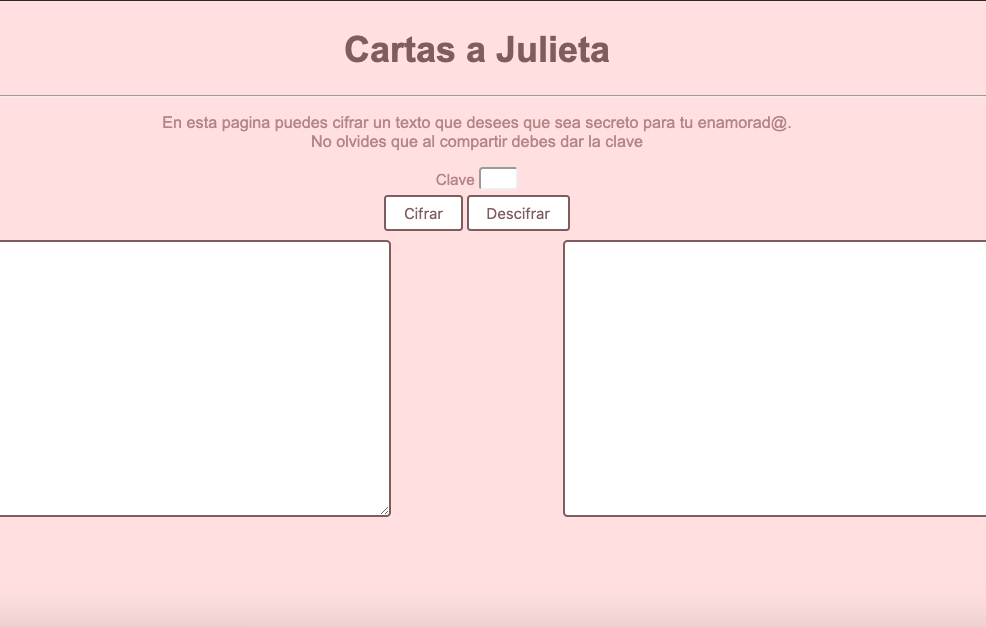 Cartas a Julieta
En esta pagina puedes cifrar un texto que desees que sea secreto para tu enamorad@.
No olvides que al compartir debes dar la clave
Clave
Cifrar Descifrar